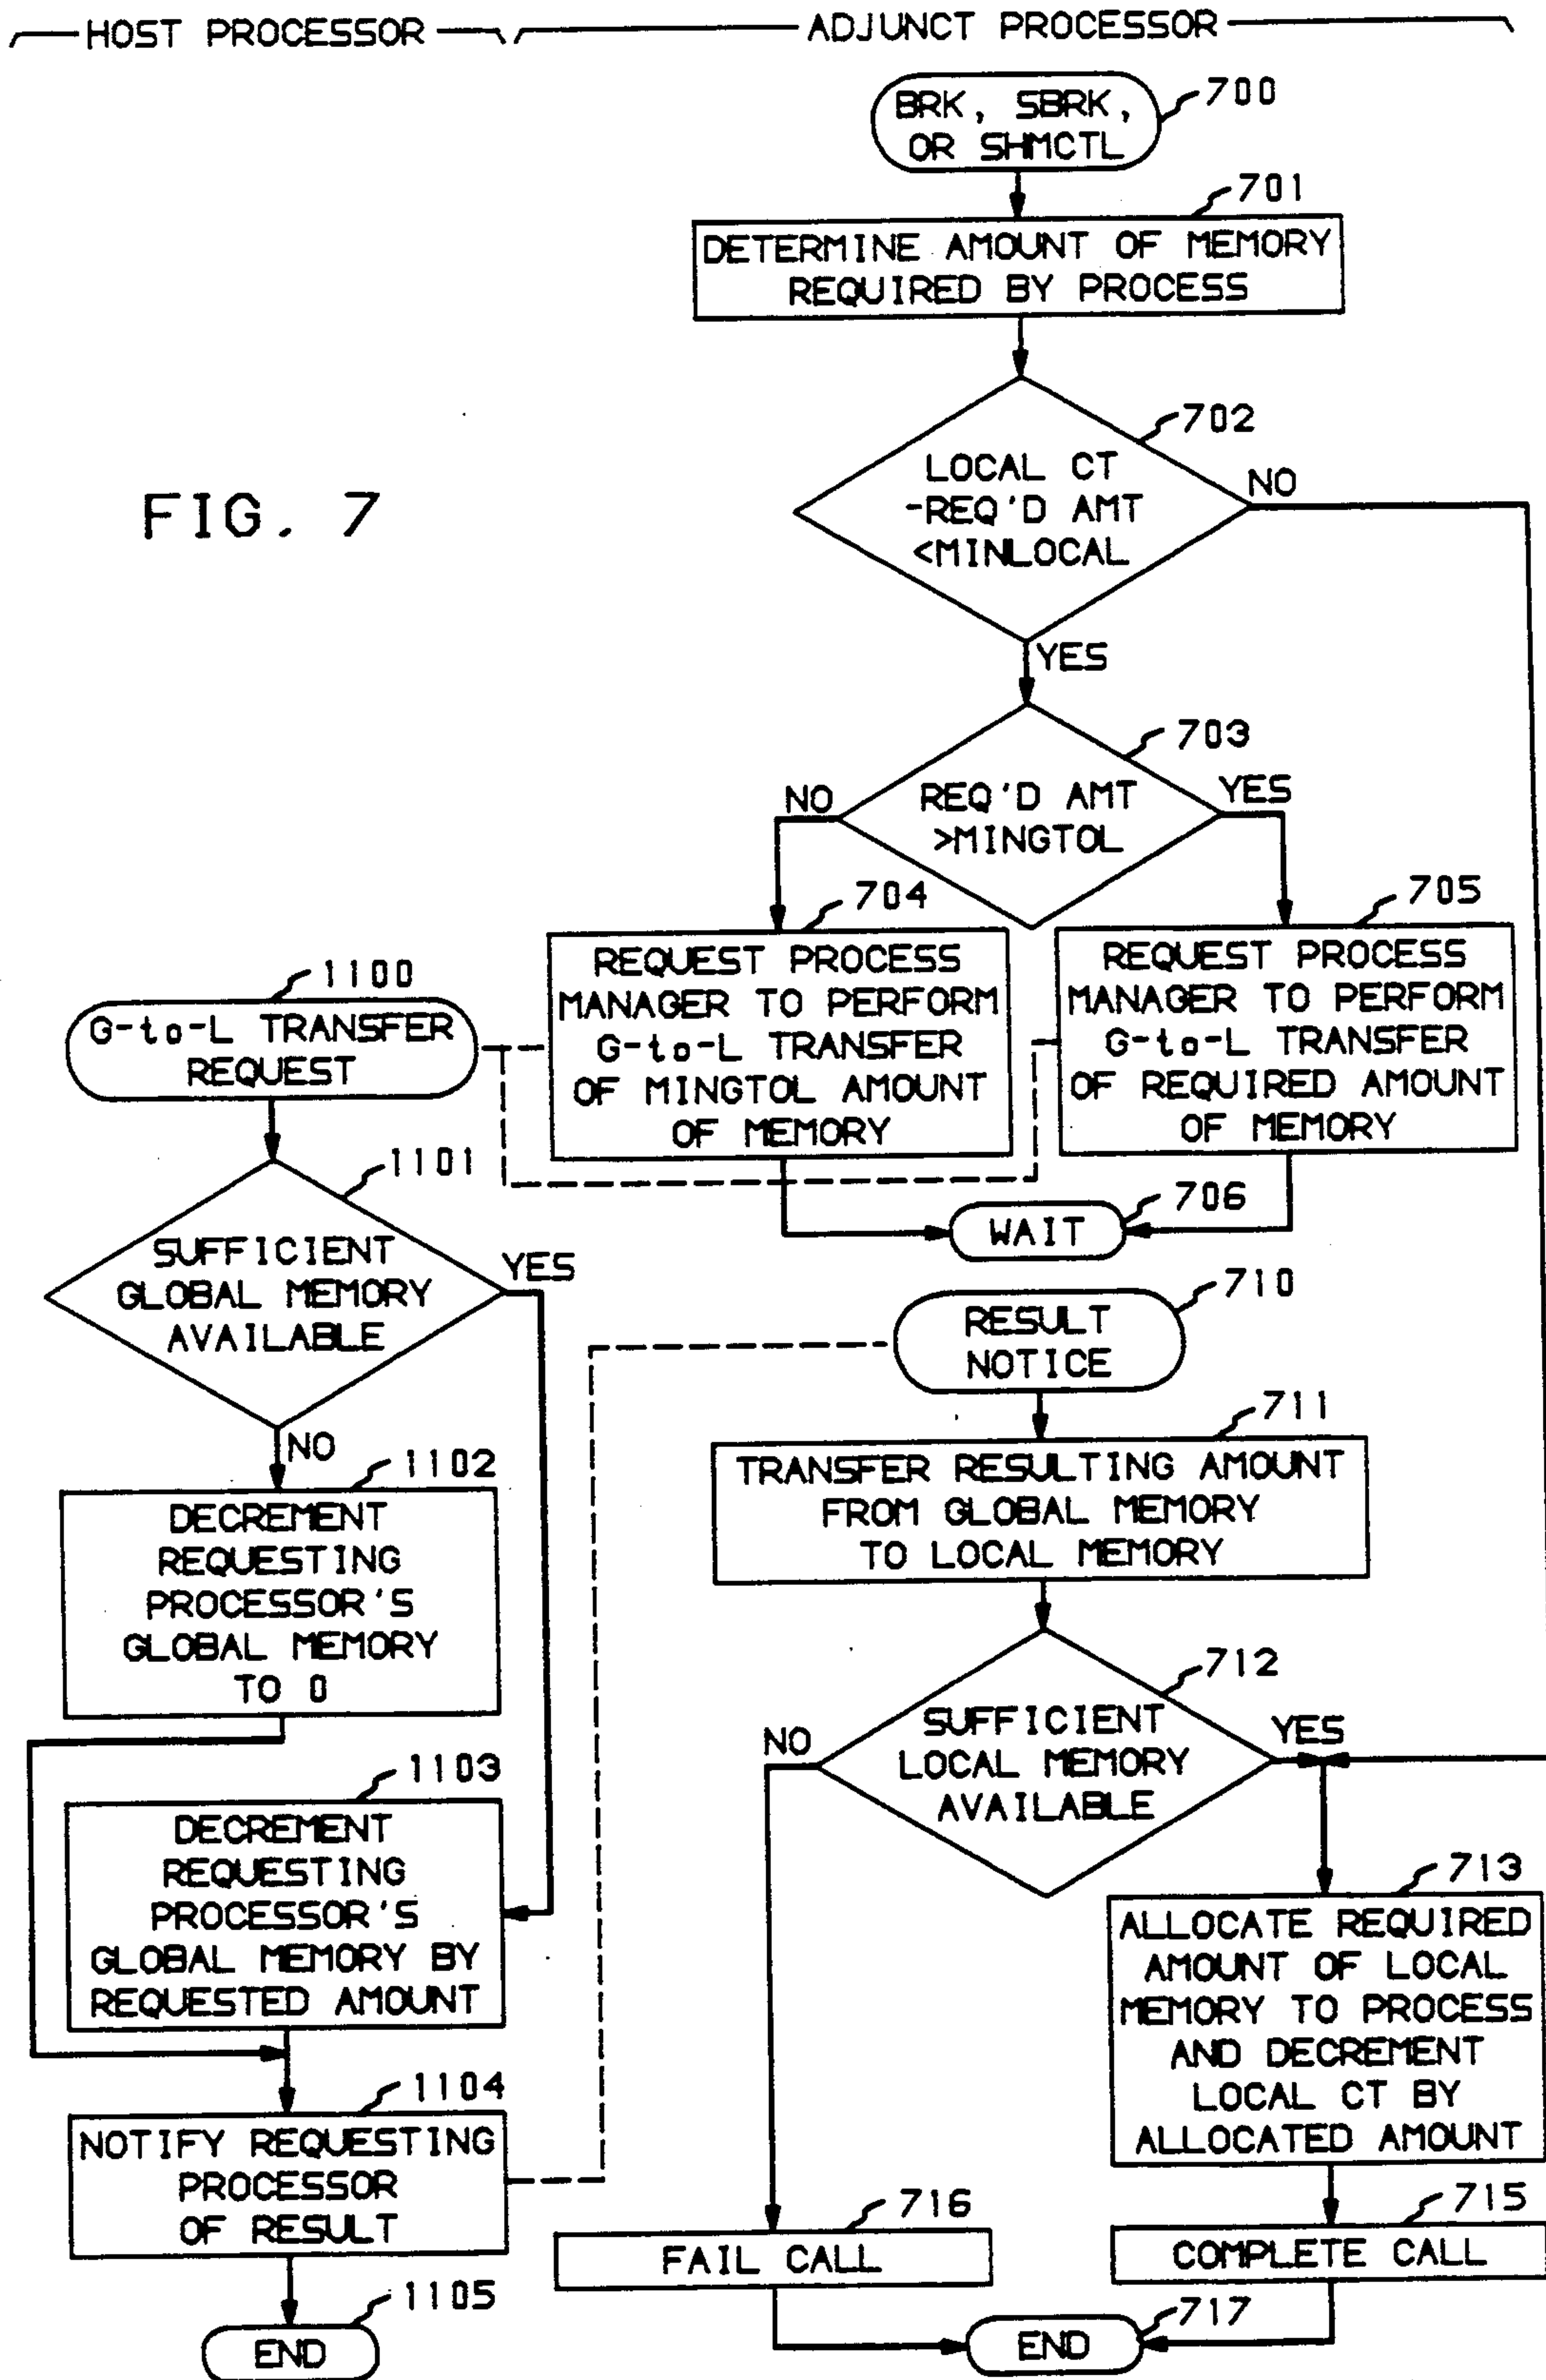 HOST PROCESSOR
ADJUNCT PROCESSOR
BRK, SBRK,
OR SHMCTL
700
701
DETERMINE AMOUNT OF MEMORY
REQUIRED BY PROCESS
702
LOCAL CT
-REQ'D AMT
<MINLOCAL
NO
FIG. 7
YES
703
REQ'D AMT
>MINGTOL
NO
YES
704
REQUEST PROCESS
MANAGER TO PERFORM
G-to-L TRANSFER
OF MINGTOL AMOUNT
OF MEMORY
705
REQUEST PROCESS
MANAGER TO PERFORM
G-to-L TRANSFER
OF REQUIRED AMOUNT
OF MEMORY
1100
G-to-L TRANSFER
REQUEST
706
WAIT
1101
SUFFICIENT
GLOBAL MEMORY
AVAILABLE
YES
NO
710
RESULT
NOTICE
711
TRANSFER RESULTING AMOUNT
FROM GLOBAL MEMORY
TO LOCAL MEMORY
1102
DECREMENT
REQUESTING
PROCESSOR'S
GLOBAL MEMORY
TO 0
712
SUFFICIENT
LOCAL MEMORY
AVAILABLE
NO
YES
1103
DECREMENT
REQUESTING
PROCESSOR'S
GLOBAL MEMORY BY
REQUESTED AMOUNT
713
ALLOCATE REQUIRED
AMOUNT OF LOCAL
MEMORY TO PROCESS
AND DECREMENT
LOCAL CT BY
ALLOCATED AMOUNT
1104
NOTIFY REQUESTING
PROCESSOR
OF RESULT
716
FAIL CALL
715
COMPLETE CALL
1105
END
717
END